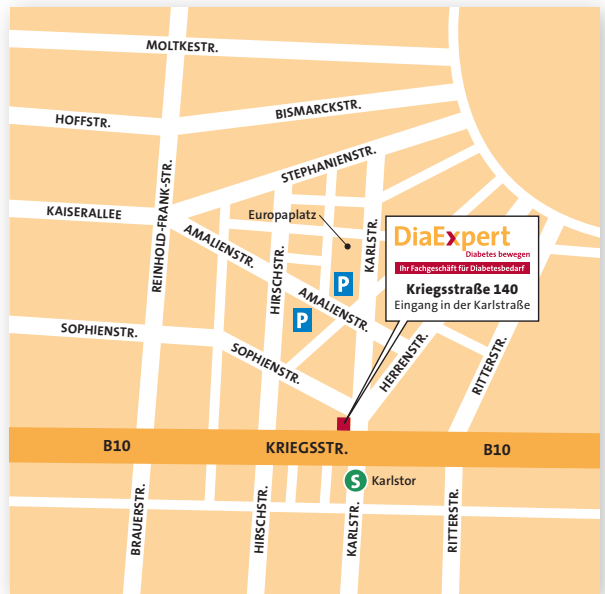 MOLTKESTR.
BISMARCKSTR.
HOFFSTR.
STEPHANIENSTR.
REINHOLD-FRANK-STR.
KAISERALLEE
Europaplatz
AMALIENSTR.
KARLSTR.
HIRSCHSTR.
DiaExpert
Diabetes bewegen
Ihr Fachgeschäft für Diabetesbedarf
Kriegsstraße 140
Eingang in der Karlstraße
P
AMALIENSTR.
P
SOPHIENSTR.
SOPHIENSTR.
HERRENSTR.
RITTERSTR.
B10
KRIEGSSTR.
B10
S
Karlstor
BRAUERSTR.
HIRSCHSTR.
KARLSTR.
RITTERSTR.